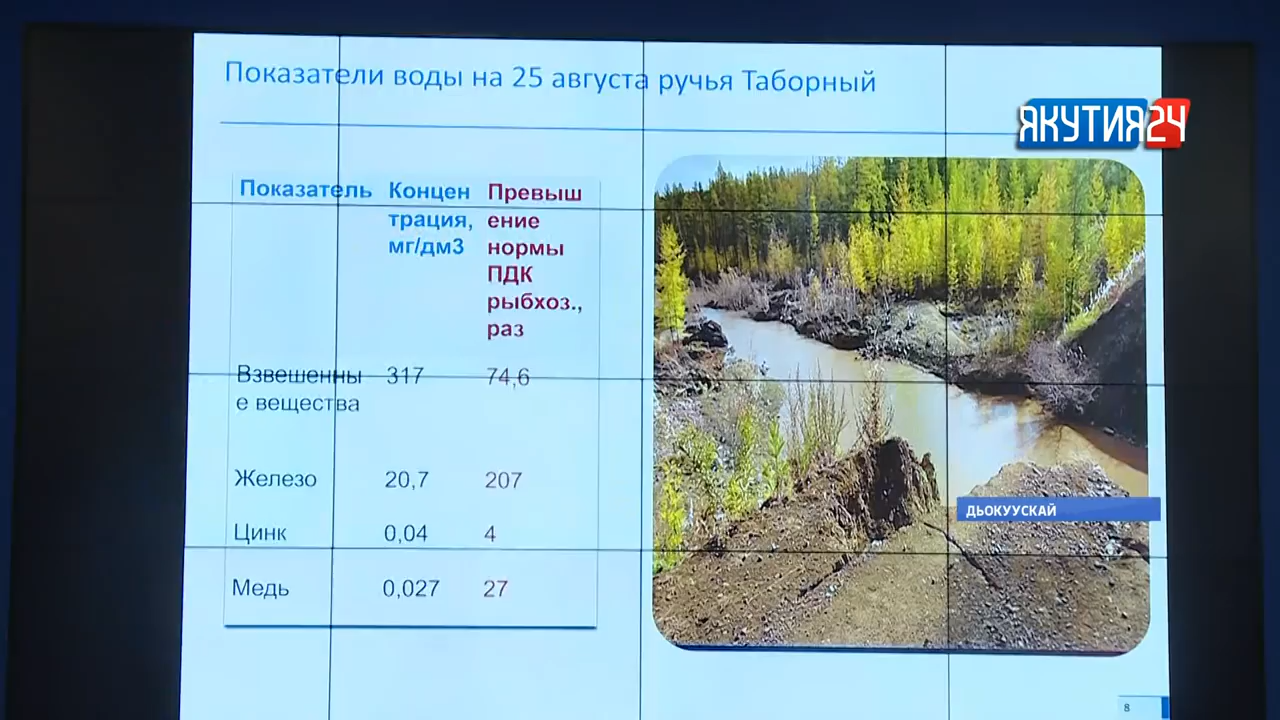 Показатели воды на 25 августа ручья Таборный
ЯКУТИЯ24
Показатель Концен Превыш
трация, ение
мг/дм3 нормы
ПДК
рыбхоз.,
раз
Взвешенны 317 74,6
е вещества
Железо 20,7 207
Цинк 0,04 4
Медь 0,027 27
ДЬОКУУСКАЙ
8